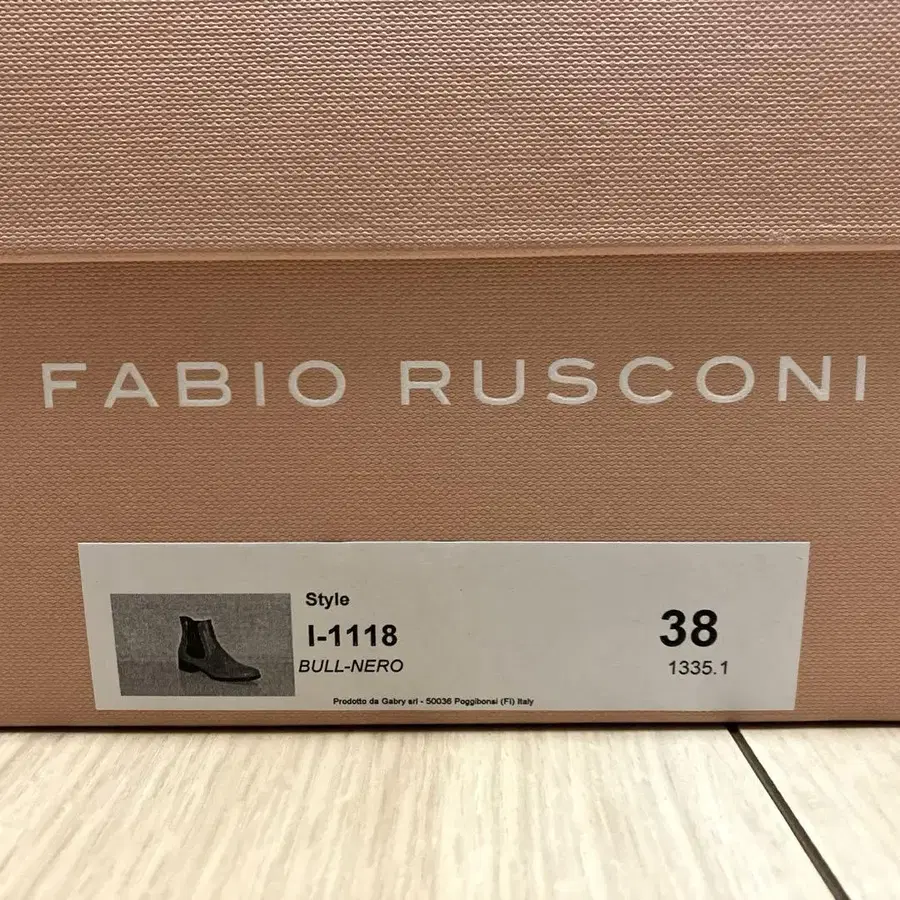 FABIO RUSCONI
Style
I-1118
BULL-NERO
38
1335.1
Prodotto da Gabry srl - 50036 Poggibonsi (FI) Italy